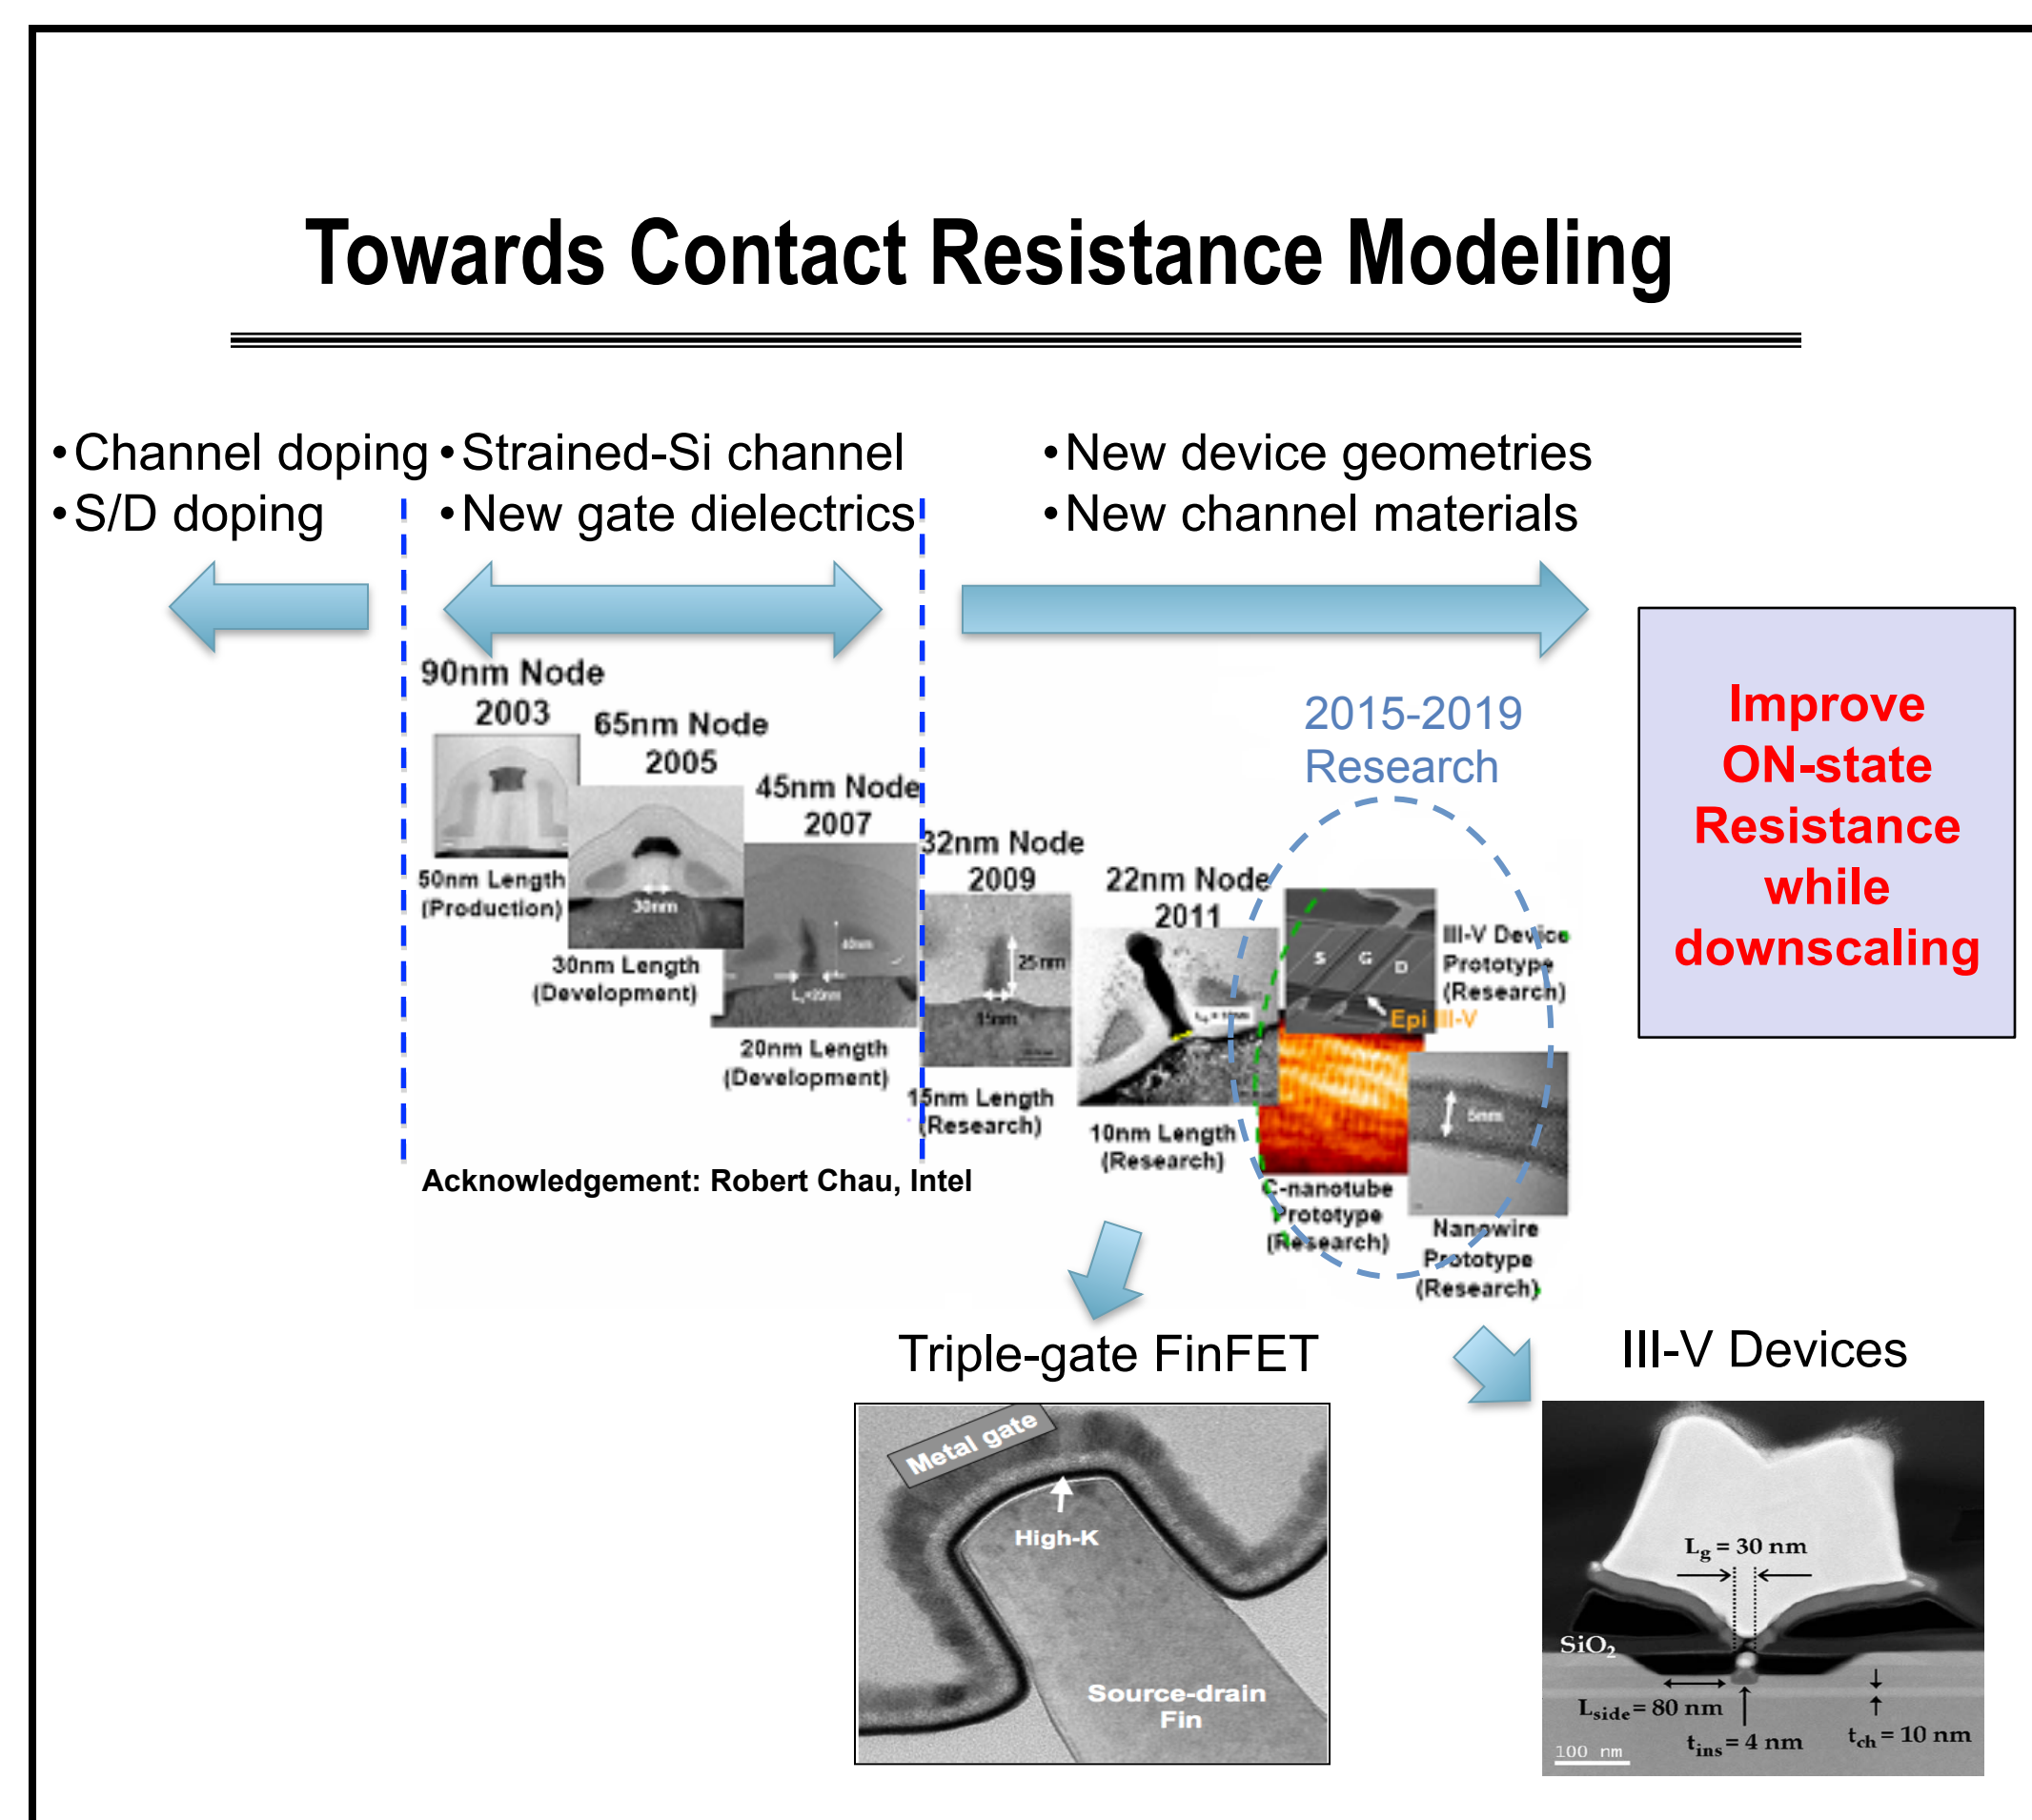 Towards Contact Resistance Modeling
•Channel doping
•S/D doping
•Strained-Si channel
•New gate dielectrics
•New device geometries
•New channel materials
90nm Node
2003
50nm Length
(Production)
65nm Node
2005
30nm
30nm Length
(Development)
45nm Node
2007
20nm Length
(Development)
32nm Node
2009
25 nm
15nm
15nm Length
(Research)
22nm Node
2011
10nm Length
(Research)
2015-2019
Research
S G D
Epi III-V
III-V Device
Prototype
(Research)
C-nanotube
Prototype
(Research)
5nm
Nanowire
Prototype
(Research)
Improve
ON-state
Resistance
while
downscaling
Acknowledgement: Robert Chau, Intel
Triple-gate FinFET
Metal gate
High-K
Source-drain
Fin
III-V Devices
Lg = 30 nm
SiO2
Lside = 80 nm
tins = 4 nm
tch = 10 nm
100 nm